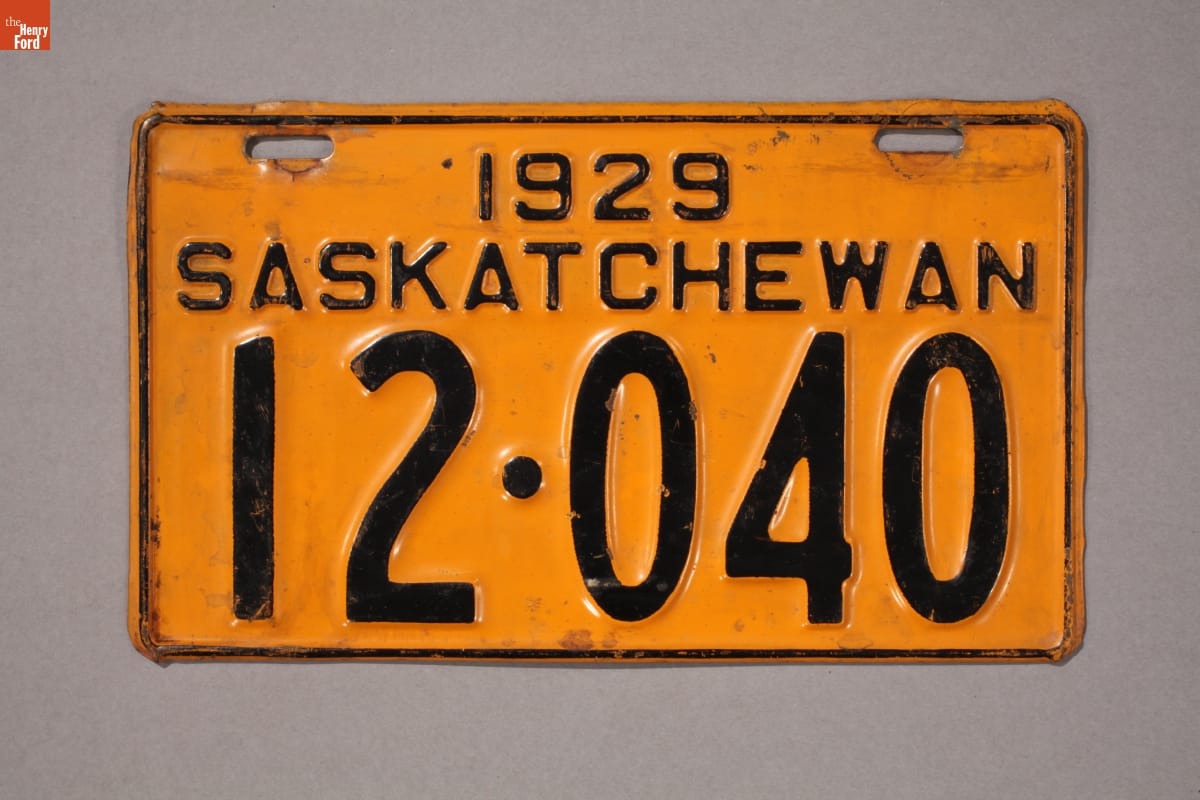 the
Henry
Ford
1929
SASKATCHEWAN
12·040